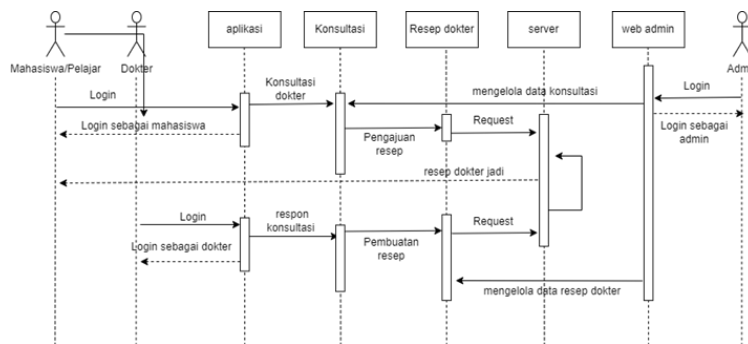 aplikasi
Konsultasi
Resep dokter
server
web admin
Mahasiswa/Pelajar
Dokter
Adm
Login
Konsultasi
dokter
mengelola data konsultasi
Login
Login sebagai mahasiswa
Pengajuan
resep
Request
Login sebagai
admin
resep dokter jadi
Login
respon
konsultasi
Request
Login sebagai dokter
Pembuatan
resep
mengelola data resep dokter